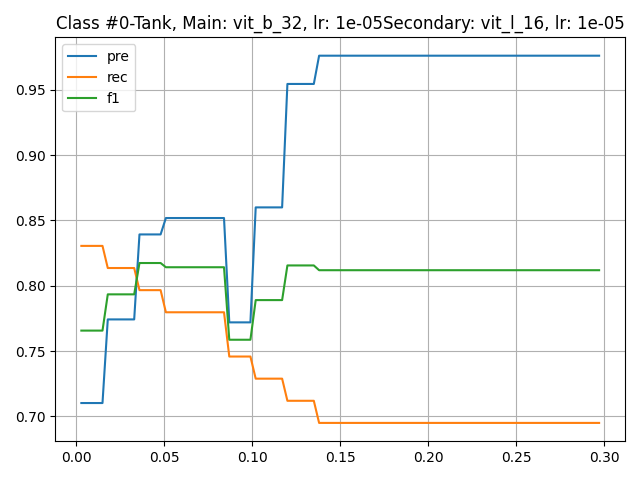 Class #0-Tank, Main: vit_b_32, lr: 1e-05Secondary: vit_l_16, lr: 1e-05
pre
rec
f1
0.95
0.90
0.85
0.80
0.75
0.70
0.00 0.05 0.10 0.15 0.20 0.25 0.30